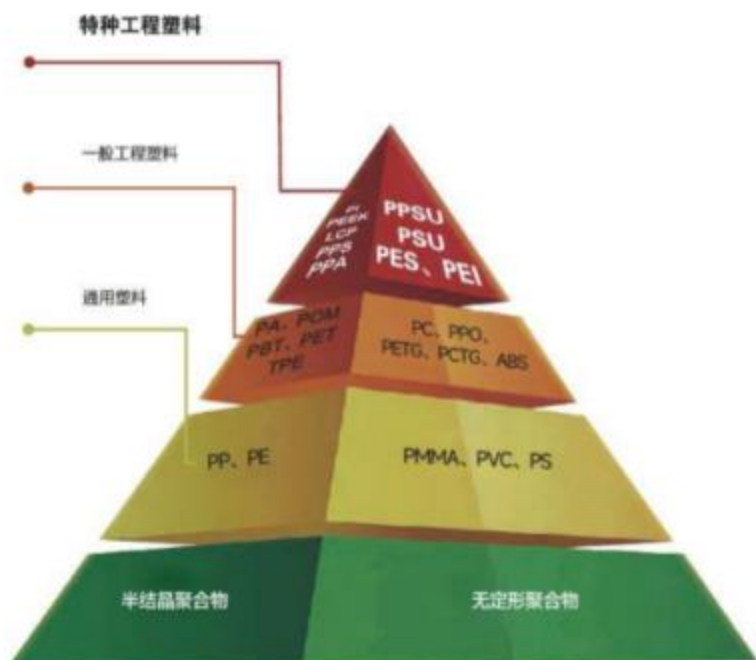 特种工程塑料
一般工程塑料
通用塑料
PI
PEEK
LCP
PPS
PPA
PPSU
PSU
PES、PEI
PA、POM
PBT、PET
TPE
PC、PPO、
PETG、PCTG、ABS
PP、PE
PMMA、PVC、PS
半结晶聚合物
无定形聚合物